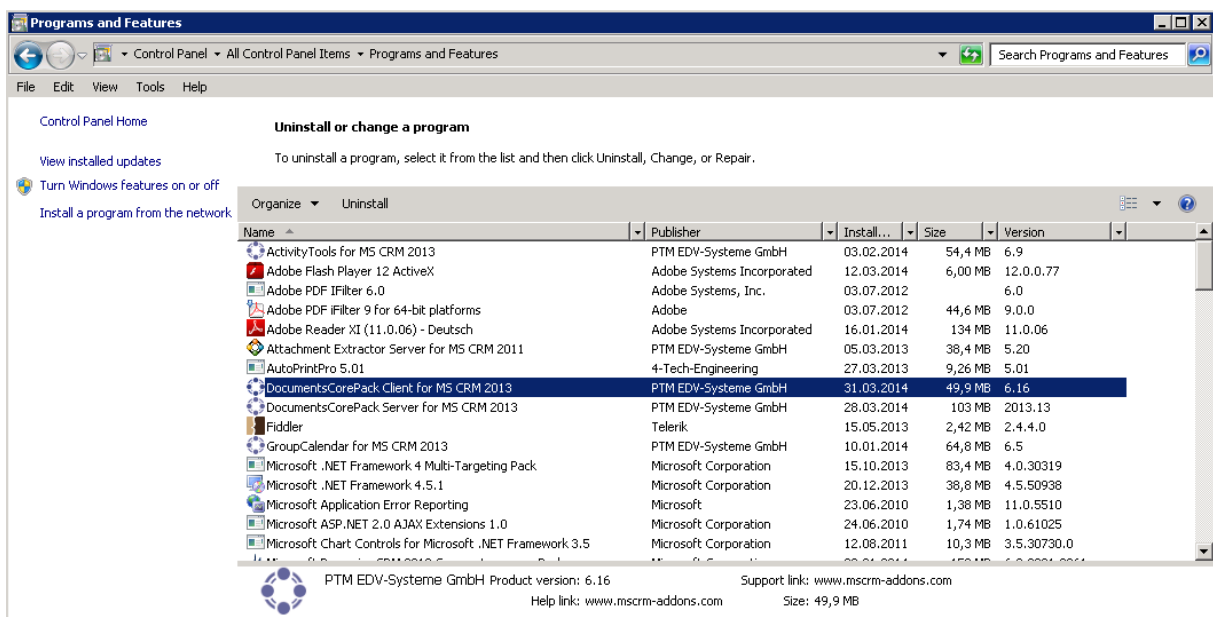 Programs and Features
Control Panel All Control Panel Items Programs and Features Search Programs and Features
File Edit View Tools Help
Control Panel Home
Uninstall or change a program
View installed updates
To uninstall a program, select it from the list and then click Uninstall, Change, or Repair.
Turn Windows features on or off
Install a program from the network
Organize Uninstall
Name Publisher Install... Size Version
ActivityTools for MS CRM 2013 PTM EDV-Systeme GmbH 03.02.2014 54,4 MB 6.9
Adobe Flash Player 12 ActiveX Adobe Systems Incorporated 12.03.2014 6,00 MB 12.0.0.77
Adobe PDF IFilter 6.0 Adobe Systems, Inc. 03.07.2012 6.0
Adobe PDF iFilter 9 for 64-bit platforms Adobe 03.07.2012 44,6 MB 9.0.0
Adobe Reader XI (11.0.06) - Deutsch Adobe Systems Incorporated 16.01.2014 134 MB 11.0.06
Attachment Extractor Server for MS CRM 2011 PTM EDV-Systeme GmbH 05.03.2013 38,4 MB 5.20
AutoPrintPro 5.01 4-Tech-Engineering 27.03.2013 9,26 MB 5.01
DocumentsCorePack Client for MS CRM 2013 PTM EDV-Systeme GmbH 31.03.2014 49,9 MB 6.16
DocumentsCorePack Server for MS CRM 2013 PTM EDV-Systeme GmbH 28.03.2014 103 MB 2013.13
Fiddler Telerik 15.05.2013 2,42 MB 2.4.4.0
GroupCalendar for MS CRM 2013 PTM EDV-Systeme GmbH 10.01.2014 64,8 MB 6.5
Microsoft .NET Framework 4 Multi-Targeting Pack Microsoft Corporation 15.10.2013 83,4 MB 4.0.30319
Microsoft .NET Framework 4.5.1 Microsoft Corporation 20.12.2013 38,8 MB 4.5.50938
Microsoft Application Error Reporting Microsoft 23.06.2010 1,38 MB 11.0.5510
Microsoft ASP.NET 2.0 AJAX Extensions 1.0 Microsoft Corporation 24.06.2010 1,74 MB 1.0.61025
Microsoft Chart Controls for Microsoft .NET Framework 3.5 Microsoft Corporation 12.08.2011 10,3 MB 3.5.30730.0
PTM EDV-Systeme GmbH Product version: 6.16 Support link: www.mscrm-addons.com
Help link: www.mscrm-addons.com Size: 49,9 MB